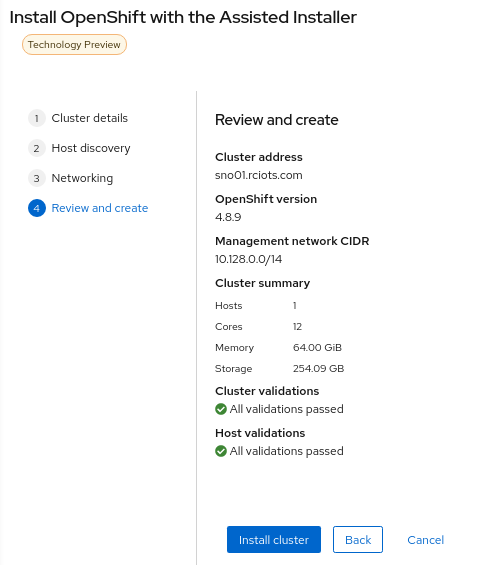 Install OpenShift with the Assisted Installer
Technology Preview
1 Cluster details
2 Host discovery
3 Networking
4 Review and create
Review and create
Cluster address
sno01.rciots.com
OpenShift version
4.8.9
Management network CIDR
10.128.0.0/14
Cluster summary
Hosts 1
Cores 12
Memory 64.00 GiB
Storage 254.09 GB
Cluster validations
All validations passed
Host validations
All validations passed
Install cluster Back Cancel